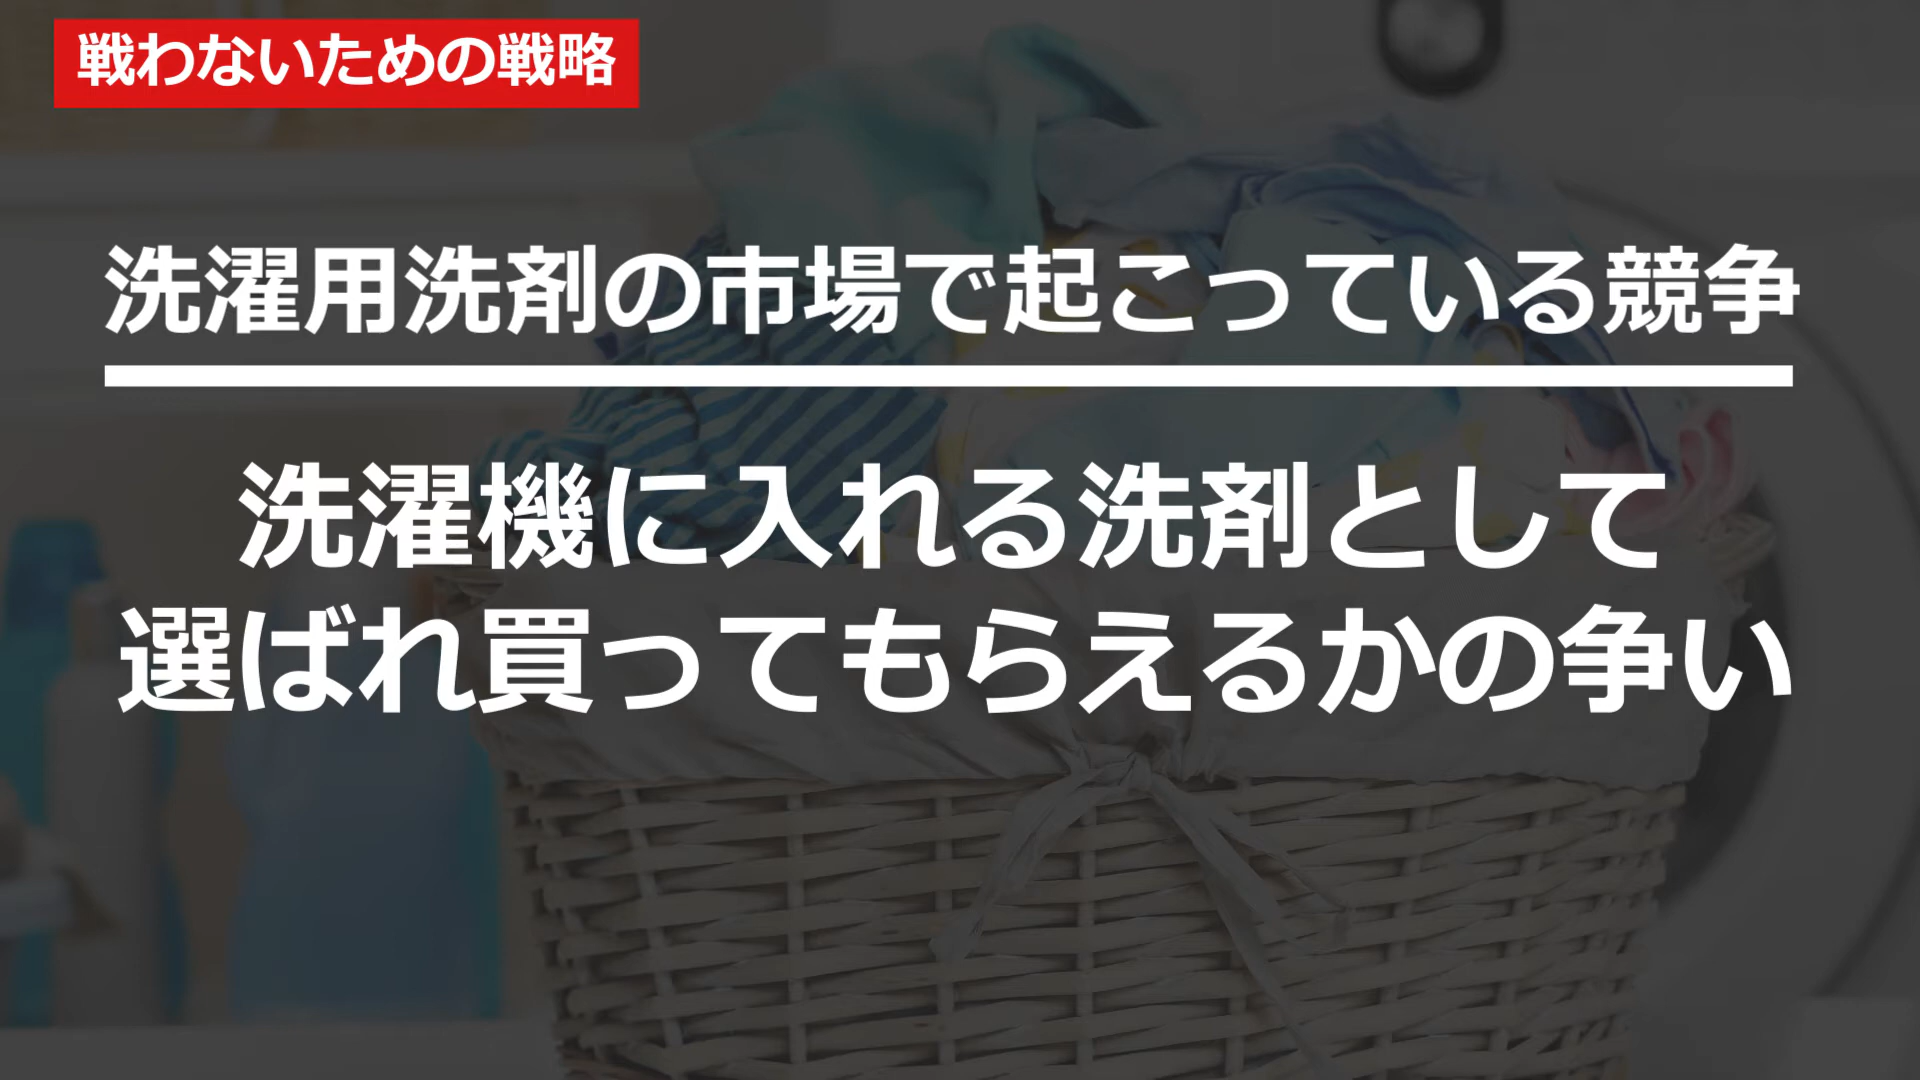 戦わないための戦略
洗濯用洗剤の市場で起こっている競争
洗濯機に入れる洗剤として
選ばれ買ってもらえるかの争い